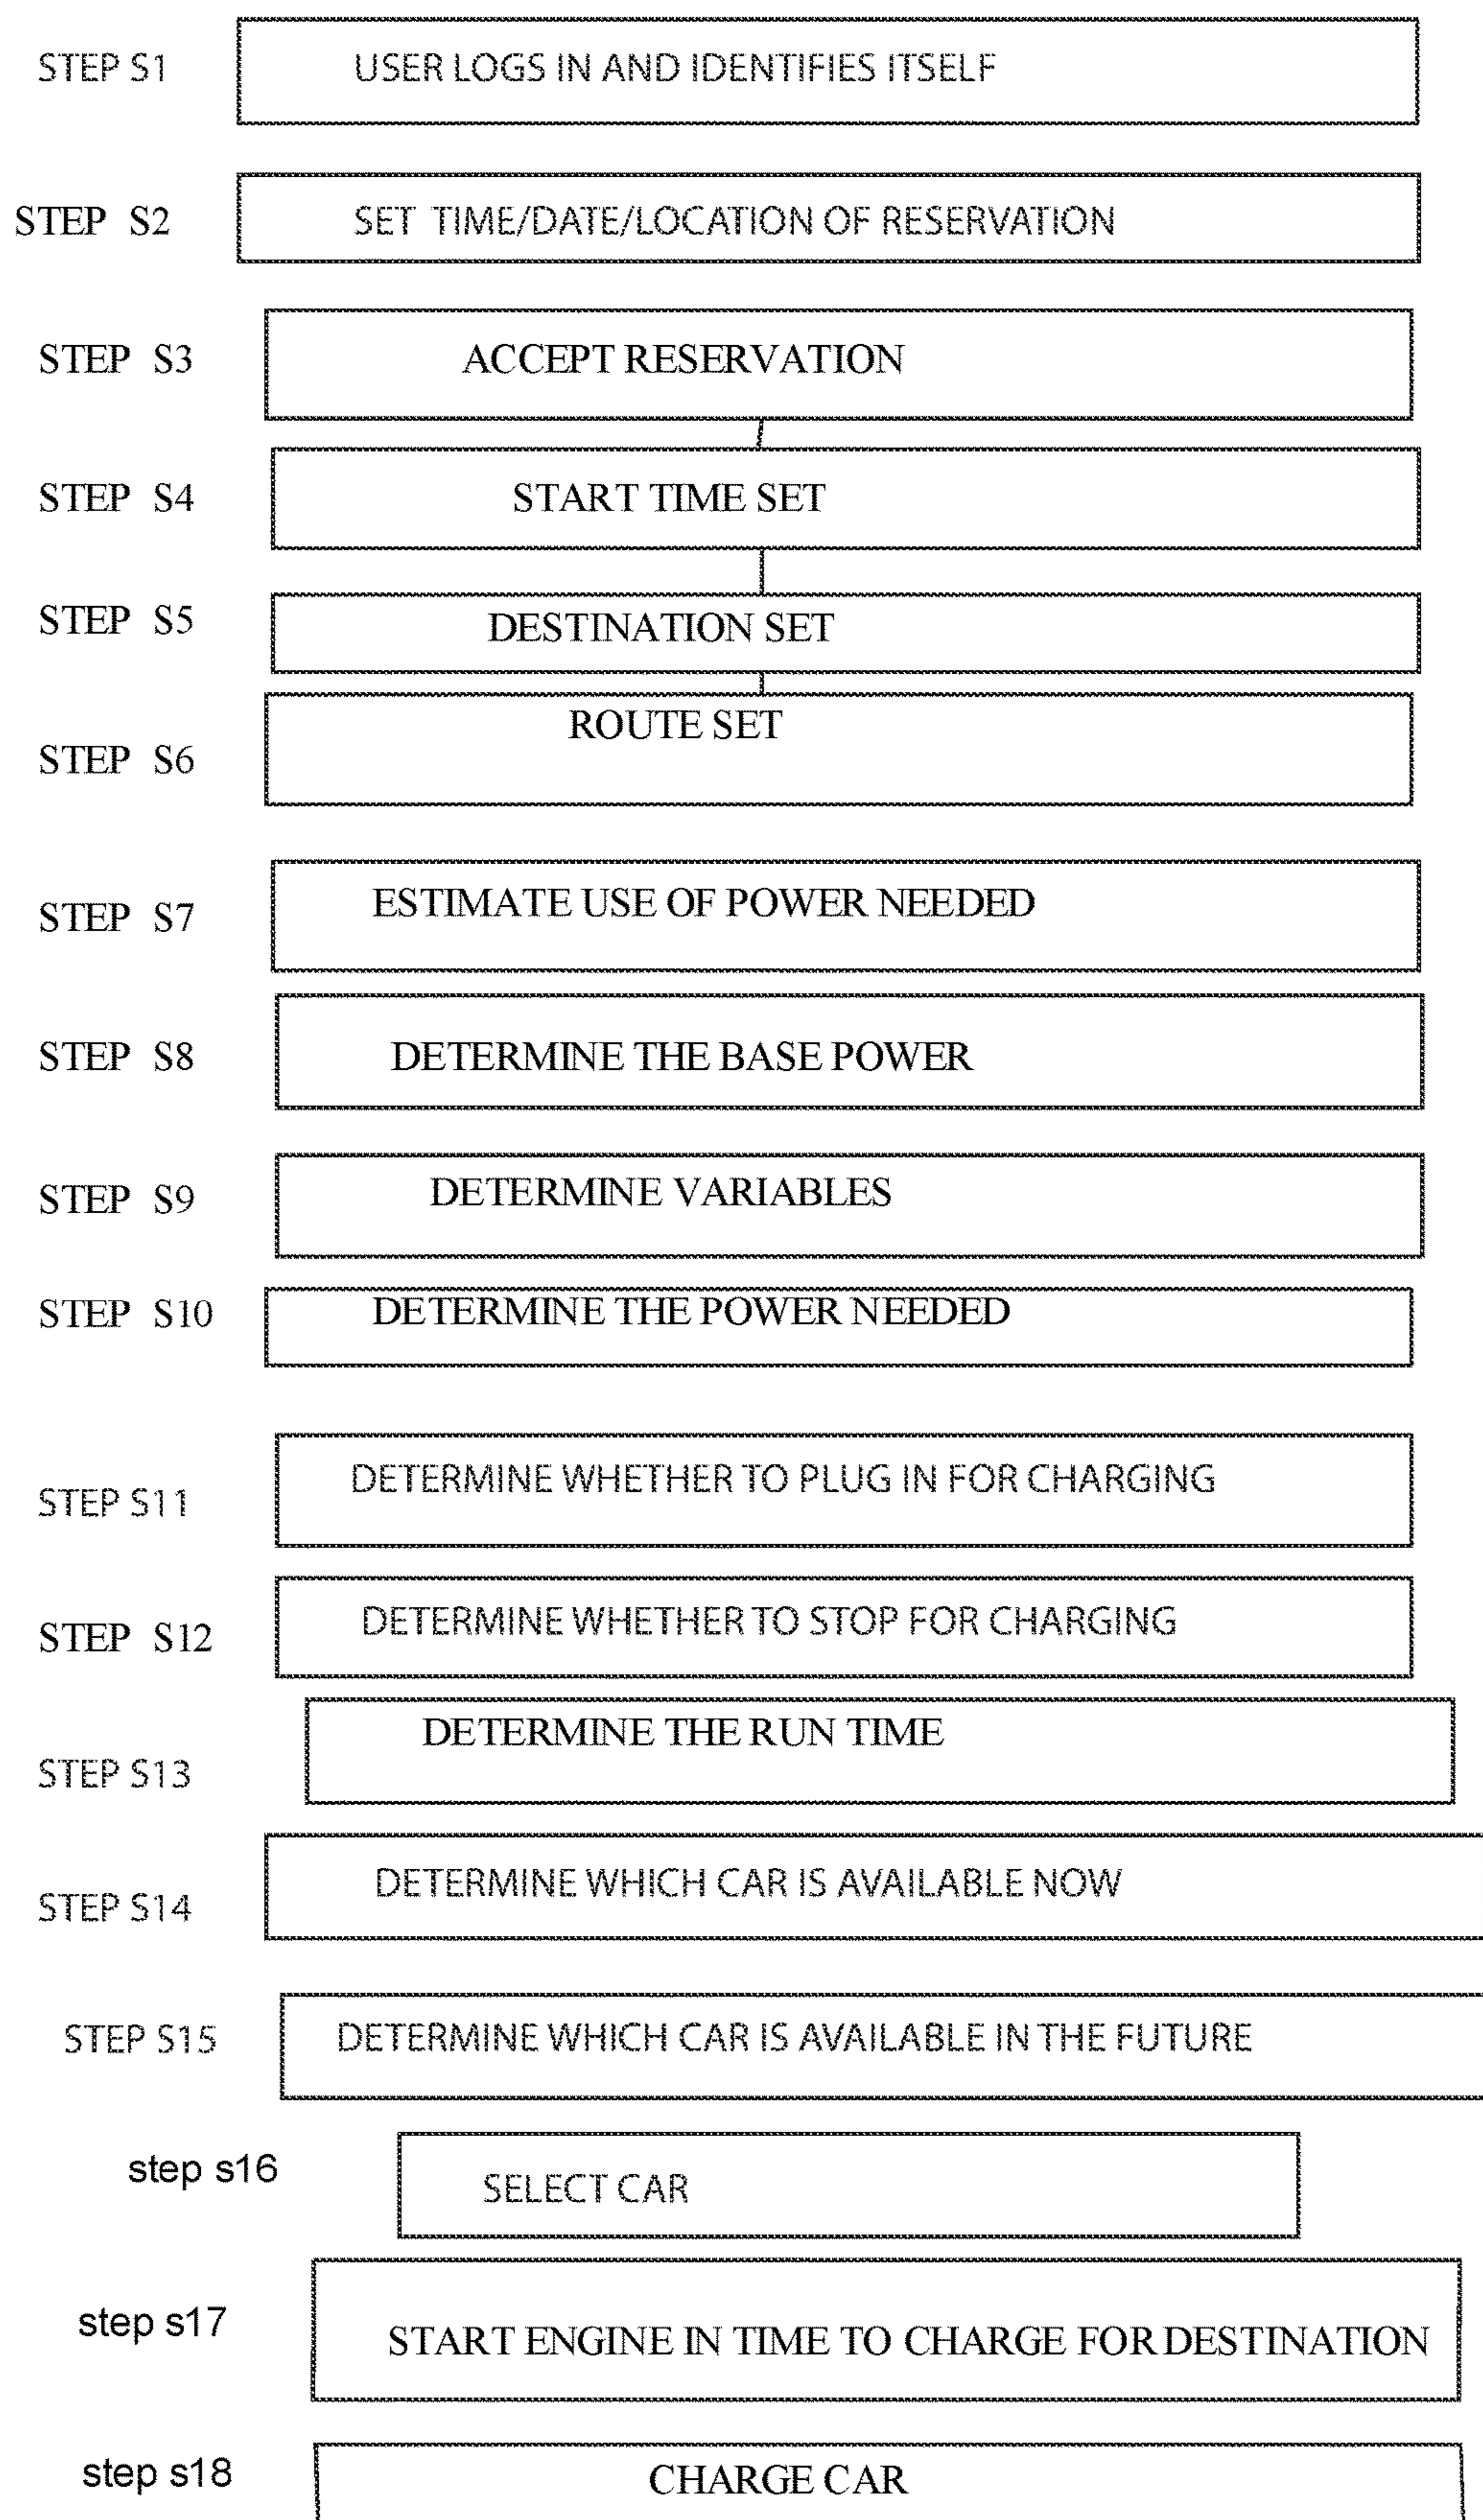 STEP S1 USER LOGS IN AND IDENTIFIES ITSELF
STEP S2 SET TIME/DATE/LOCATION OF RESERVATION
STEP S3 ACCEPT RESERVATION
STEP S4 START TIME SET
STEP S5 DESTINATION SET
STEP S6 ROUTE SET
STEP S7 ESTIMATE USE OF POWER NEEDED
STEP S8 DETERMINE THE BASE POWER
STEP S9 DETERMINE VARIABLES
STEP S10 DETERMINE THE POWER NEEDED
STEP S11 DETERMINE WHETHER TO PLUG IN FOR CHARGING
STEP S12 DETERMINE WHETHER TO STOP FOR CHARGING
STEP S13 DETERMINE THE RUN TIME
STEP S14 DETERMINE WHICH CAR IS AVAILABLE NOW
STEP S15 DETERMINE WHICH CAR IS AVAILABLE IN THE FUTURE
step s16 SELECT CAR
step s17 START ENGINE IN TIME TO CHARGE FOR DESTINATION
step s18 CHARGE CAR